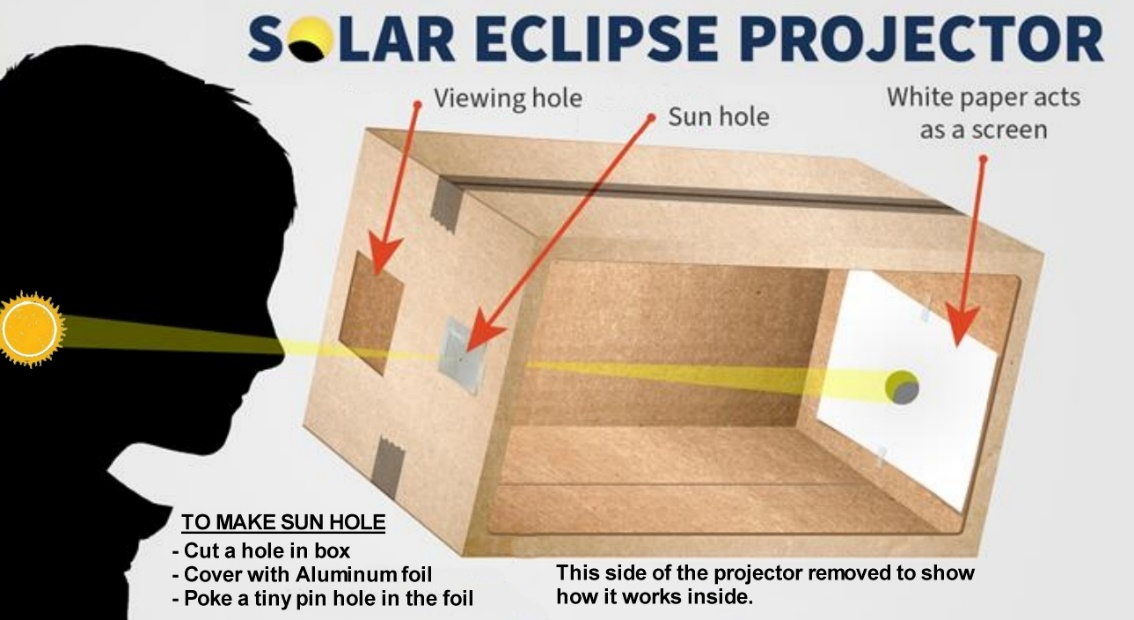 SOLAR ECLIPSE PROJECTOR
Viewing hole
Sun hole
White paper acts
as a screen
TO MAKE SUN HOLE
- Cut a hole in box
- Cover with Aluminum foil
- Poke a tiny pin hole in the foil
This side of the projector removed to show
how it works inside.